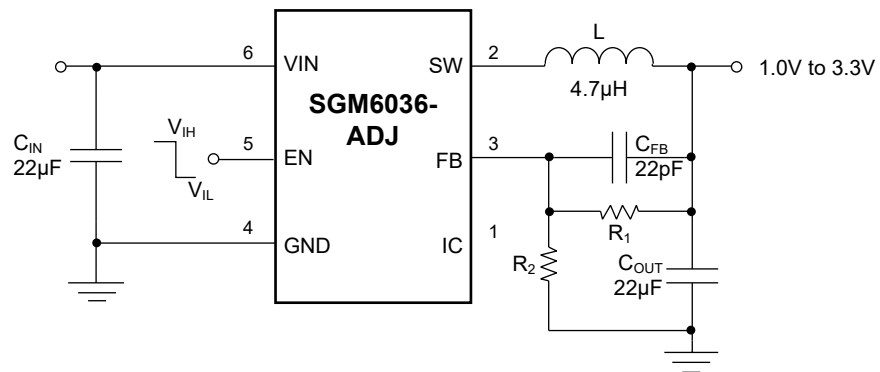 L
6
VIN
SW
2
1.0V to 3.3V
4.7µH
SGM6036-
ADJ
CIN
22µF
VIH
VIL
5
EN
FB
3
CFB
22pF
4
GND
IC
1
R1
R2
COUT
22µF